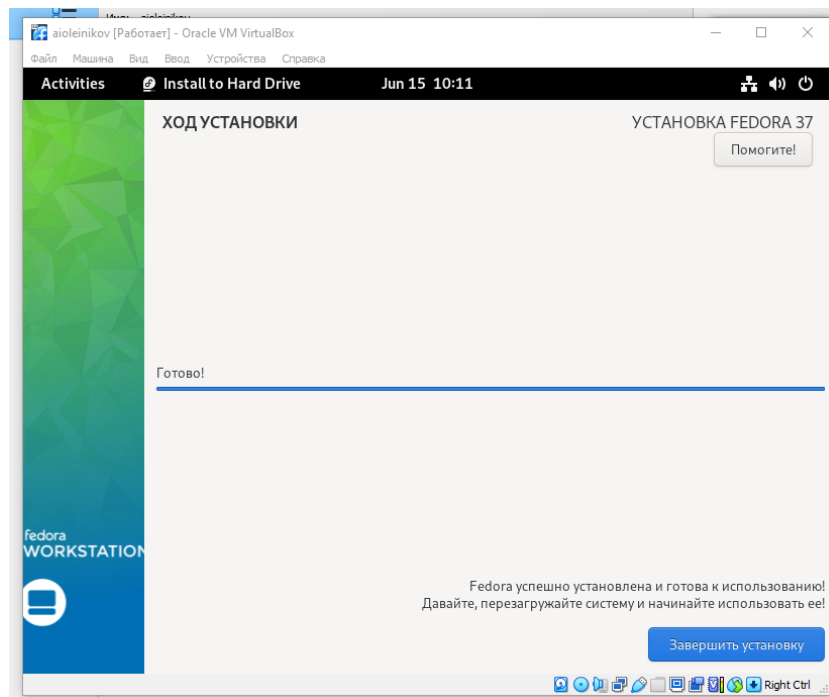 aioleinikov [Работает] - Oracle VM VirtualBox
Файл Машина Вид Ввод Устройства Справка
Activities Install to Hard Drive Jun 15 10:11
ХОД УСТАНОВКИ УСТАНОВКА FEDORA 37
Помогите!
Готово!
fedora
WORKSTATION
Fedora успешно установлена и готова к использованию!
Давайте, перезагружайте систему и начинайте использовать ее!
Завершить установку
Right Ctrl